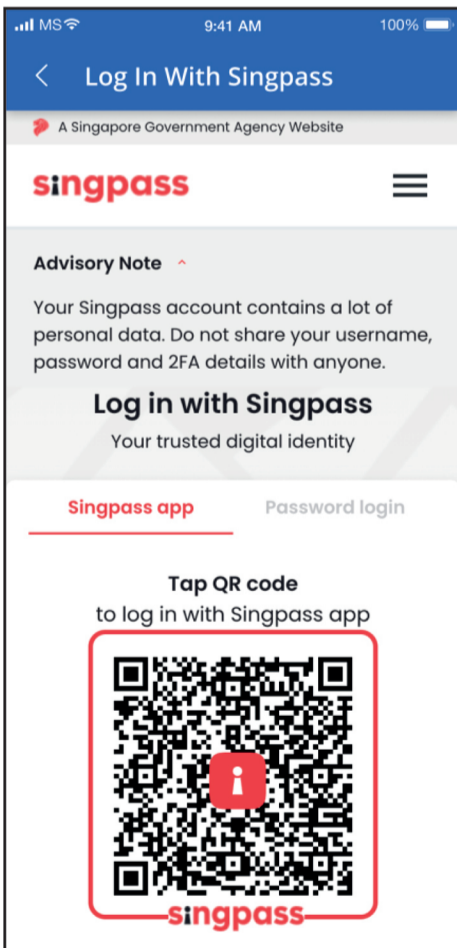 MS
9:41 AM
100%
Log In With Singpass
A Singapore Government Agency Website
singpass
Advisory Note
Your Singpass account contains a lot of
personal data. Do not share your username,
password and 2FA details with anyone.
Log in with Singpass
Your trusted digital identity
Singpass app
Password login
Tap QR code
to log in with Singpass app
singpass